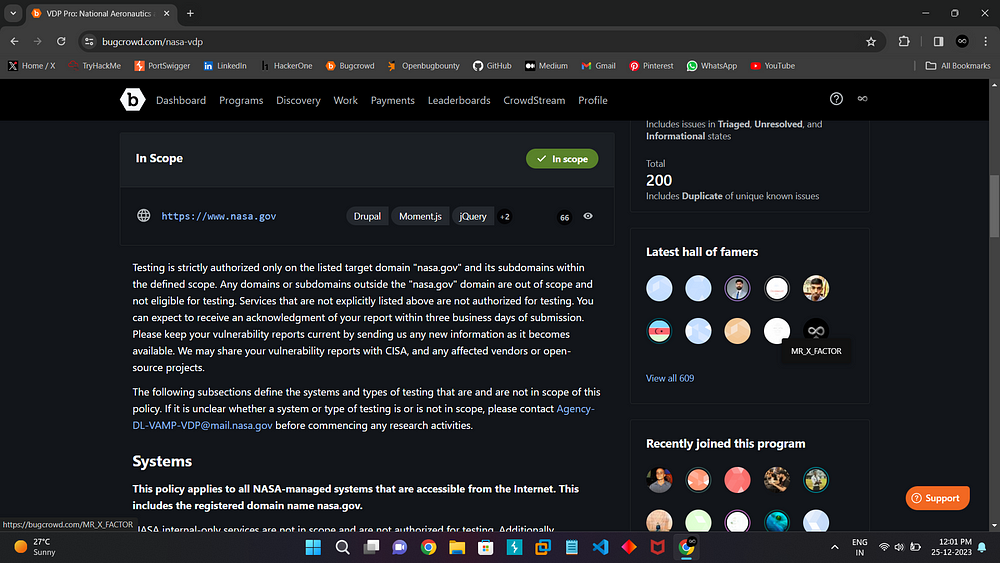 VDP Pro: National Aeronautics
bugcrowd.com/nasa-vdp
Home / X
TryHackMe
PortSwigger
LinkedIn
HackerOne
Bugcrowd
Openbugbounty
GitHub
Medium
Gmail
Pinterest
WhatsApp
YouTube
All Bookmarks
b
Dashboard
Programs
Discovery
Work
Payments
Leaderboards
CrowdStream
Profile
In Scope
In scope
https://www.nasa.gov
Drupal
Moment.js
jQuery
+2
66
Testing is strictly authorized only on the listed target domain "nasa.gov" and its subdomains within
the defined scope. Any domains or subdomains outside the "nasa.gov" domain are out of scope and
not eligible for testing. Services that are not explicitly listed above are not authorized for testing. You
can expect to receive an acknowledgment of your report within three business days of submission.
Please keep your vulnerability reports current by sending us any new information as it becomes
available. We may share your vulnerability reports with CISA, and any affected vendors or open-
source projects.
The following subsections define the systems and types of testing that are and are not in scope of this
policy. If it is unclear whether a system or type of testing is or is not in scope, please contact Agency-
DL-VAMP-VDP@mail.nasa.gov before commencing any research activities.
Systems
This policy applies to all NASA-managed systems that are accessible from the Internet. This
includes the registered domain name nasa.gov.
NASA internal-only services are not in scope and are not authorized for testing. Additionally,
Includes issues in Triaged, Unresolved, and
Informational states
Total
200
Includes Duplicate of unique known issues
Latest hall of famers
MR_X_FACTOR
View all 609
Recently joined this program
Support
https://bugcrowd.com/MR_X_FACTOR
27°C
Sunny
ENG
IN
12:01 PM
25-12-2023